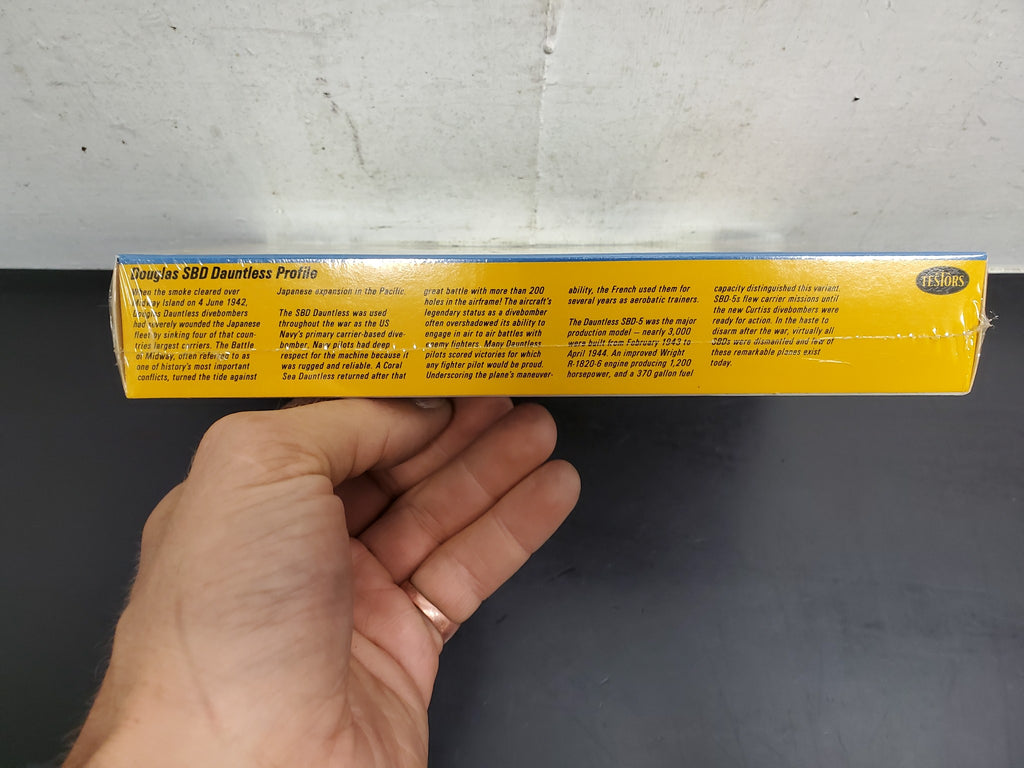 Douglas SBD Dauntless Profile
When the smoke cleared over
Midway Island on 4 June 1942,
Douglas Dauntless divebombers
had severely wounded the Japanese
fleet by sinking four of that coun-
tries largest carriers. The Battle
of Midway, often refered to as
one of history's most important
conflicts, turned the tide against
Japanese expansion in the Pacific.
The SBD Dauntless was used
throughout the war as the US
Navy's primary carrier-based dive-
bomber. Navy pilots had deep
respect for the machine because it
was rugged and reliable. A Coral
Sea Dauntless returned after that
great battle with more than 200
holes in the airframe! The aircraft's
legendary status as a divebomber
often overshadowed its ability to
engage in air to air battles with
enemy fighters. Many Dauntless
pilots scored victories for which
any fighter pilot would be proud.
Underscoring the plane's maneuver-
ability, the French used them for
several years as aerobatic trainers.
The Dauntless SBD-5 was the major
production model — nearly 3,000
were built from February 1943 to
April 1944. An improved Wright
R-1820-6 engine producing 1,200
horsepower, and a 370 gallon fuel
capacity distinguished this variant.
SBD-5s flew carrier missions until
the new Curtiss divebombers were
ready for action. In the haste to
disarm after the war, virtually all
SBDs were dismantled and few of
these remarkable planes exist
today.
TESTORS